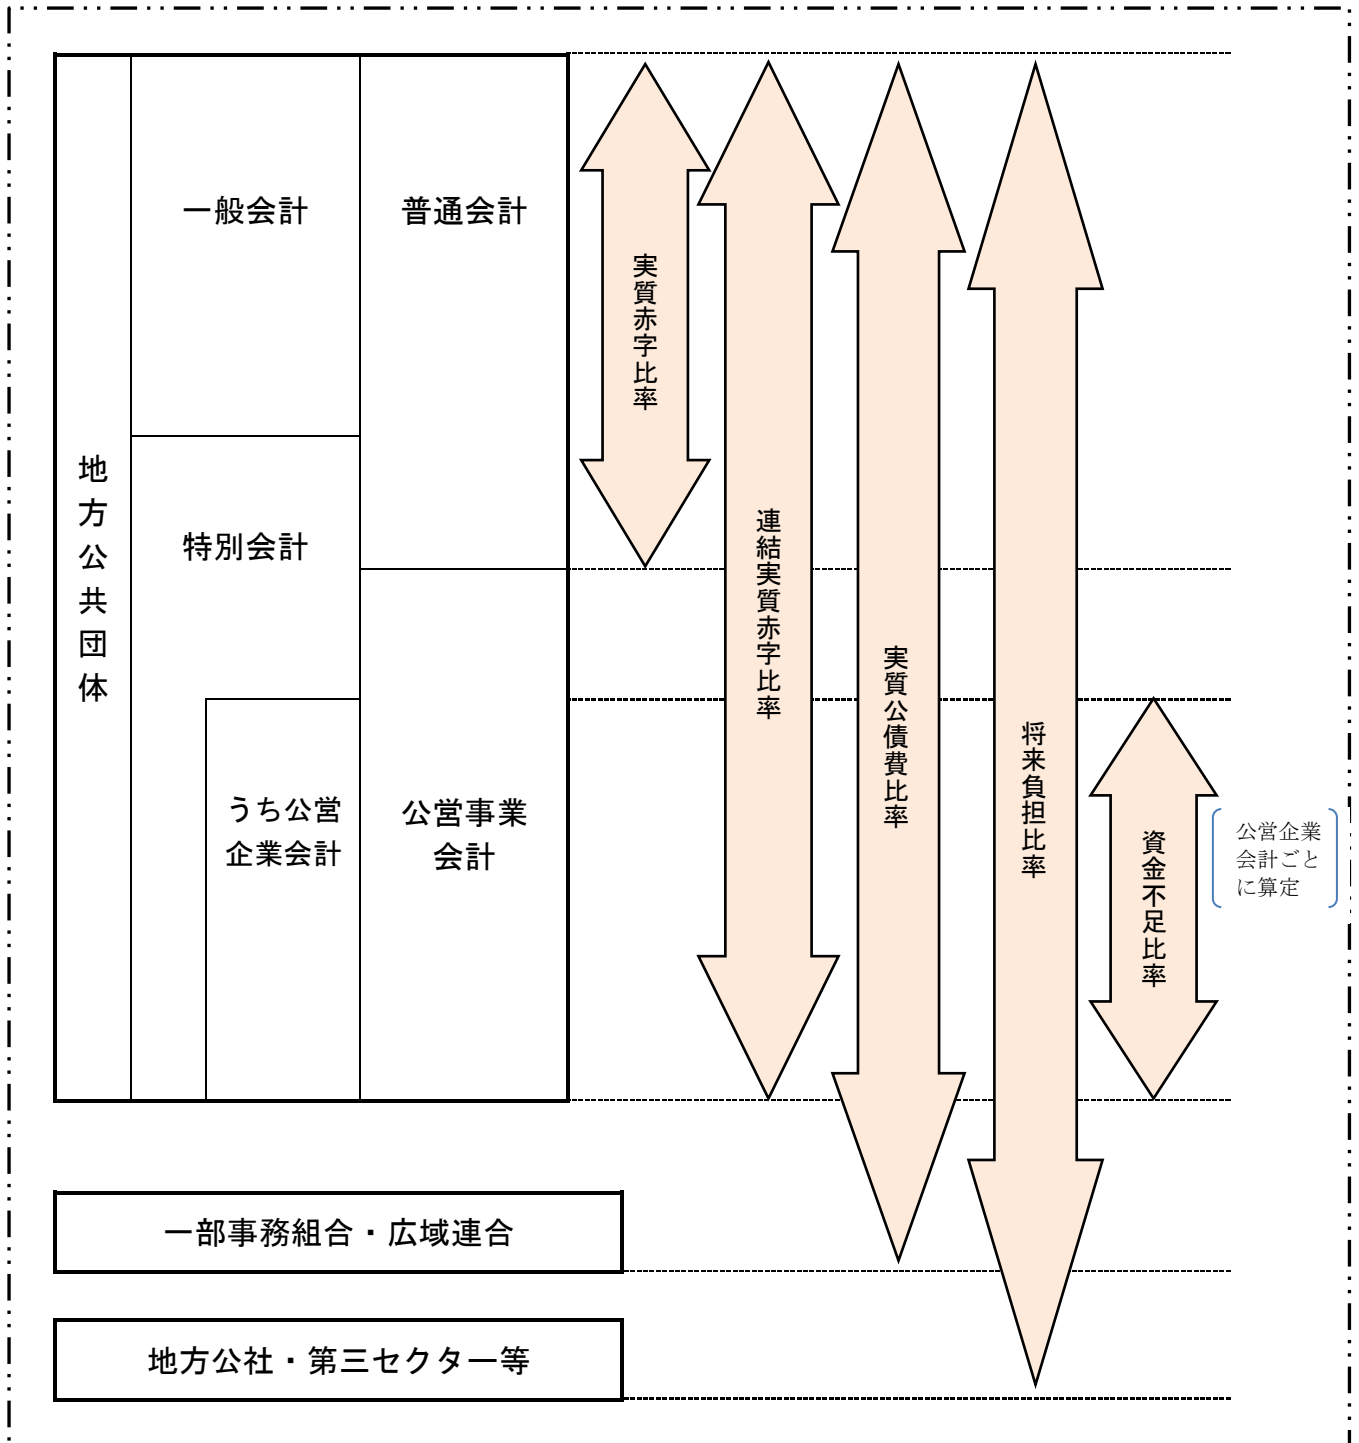 地方公共団体
一般会計
普通会計
特別会計
うち公営
企業会計
公営事業
会計
実質赤字比率
連結実質赤字比率
実質公債費比率
将来負担比率
資金不足比率
公営企業
会計ごと
に算定
一部事務組合・広域連合
地方公社・第三セクター等